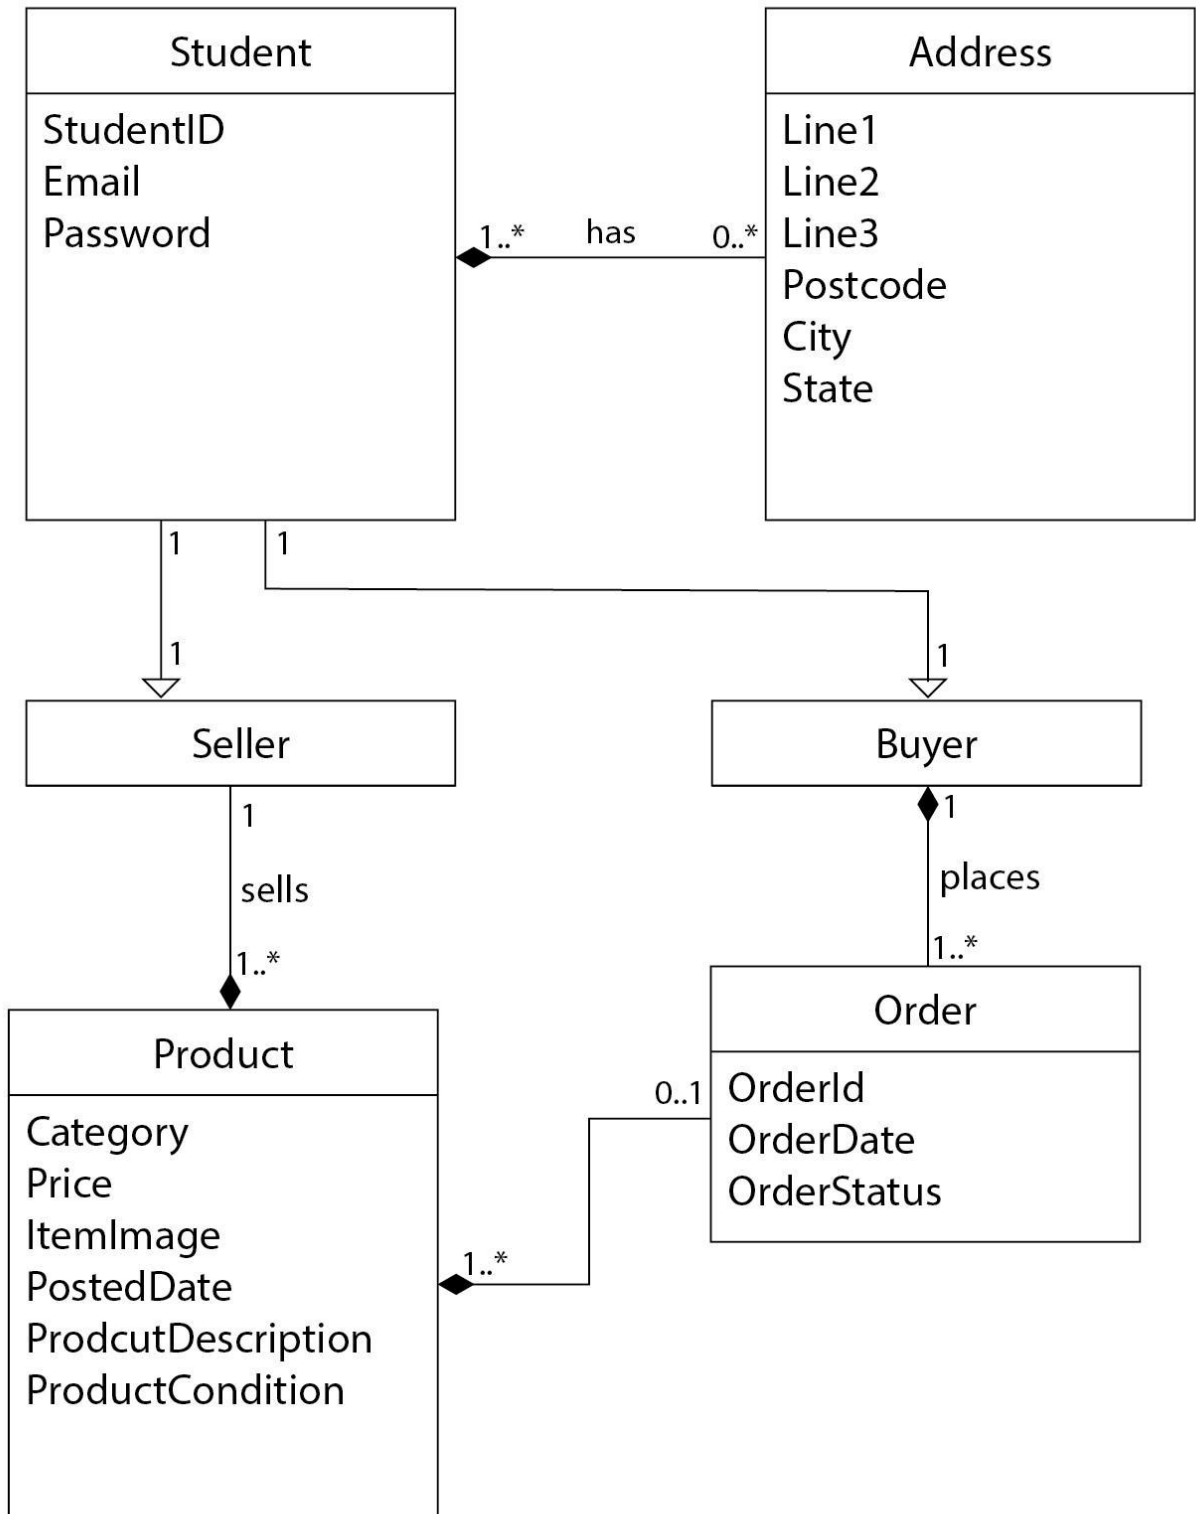 Student
StudentID
Email
Password
Address
Line1
Line2
Line3
Postcode
City
State
1..* has 0..*
1
1
1
1
Seller
Buyer
1
sells
1..*
1
places
1..*
Product
Category
Price
ItemImage
PostedDate
ProdcutDescription
ProductCondition
Order
OrderId
OrderDate
OrderStatus
0..1
1..*